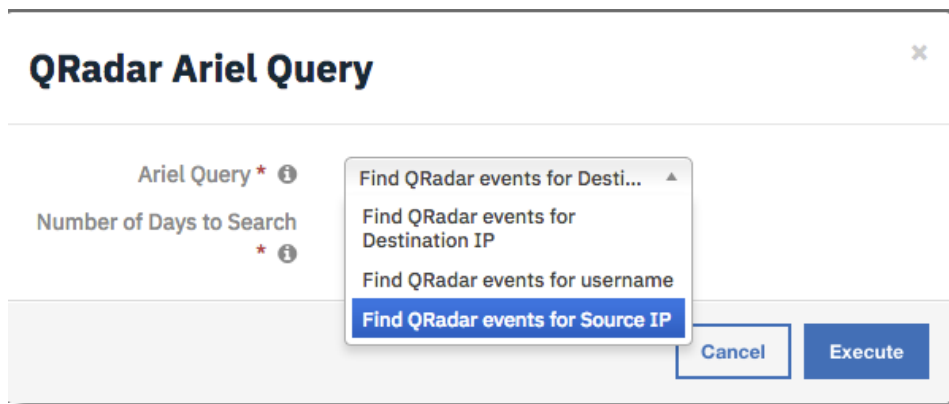 QRadar Ariel Query
×
Ariel Query *
Find QRadar events for Desti...
Number of Days to Search
*
Find QRadar events for
Destination IP
Find QRadar events for username
Find QRadar events for Source IP
Cancel
Execute